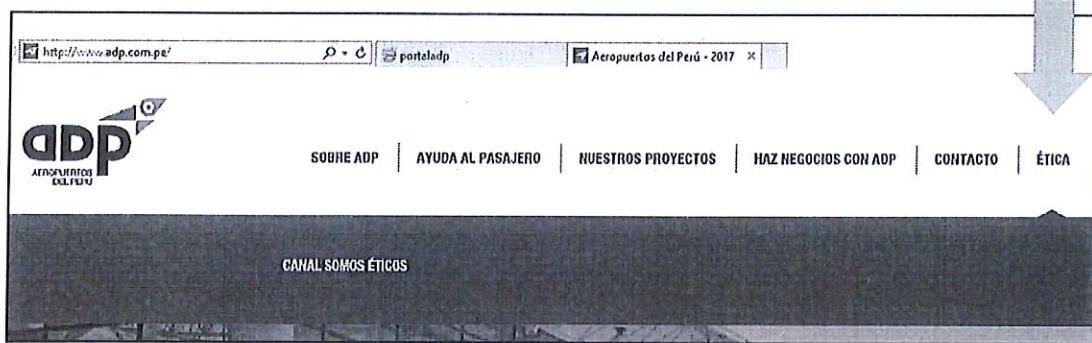 http://www.adp.com.pe/
portaladp
Aeropuertos del Perú - 2017
adp
AEROPUERTOS
DEL PERÚ
SOBRE ADP
AYUDA AL PASAJERO
NUESTROS PROYECTOS
HAZ NEGOCIOS CON ADP
CONTACTO
ÉTICA
CANAL SOMOS ÉTICOS